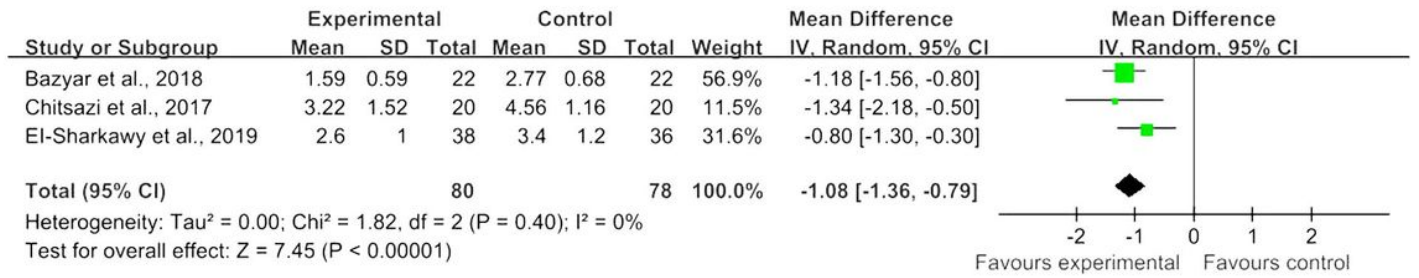 Experimental Control Mean Difference Mean Difference
Study or Subgroup Mean SD Total Mean SD Total Weight IV, Random, 95% CI IV, Random, 95% CI
Bazyar et al., 2018 1.59 0.59 22 2.77 0.68 22 56.9% -1.18 [-1.56, -0.80]
Chitsazi et al., 2017 3.22 1.52 20 4.56 1.16 20 11.5% -1.34 [-2.18, -0.50]
El-Sharkawy et al., 2019 2.6 1 38 3.4 1.2 36 31.6% -0.80 [-1.30, -0.30]
Total (95% CI) 80 78 100.0% -1.08 [-1.36, -0.79]
Heterogeneity: Tau² = 0.00; Chi² = 1.82, df = 2 (P = 0.40); I² = 0%
Test for overall effect: Z = 7.45 (P < 0.00001)
-2 -1 0 1 2
Favours experimental Favours control